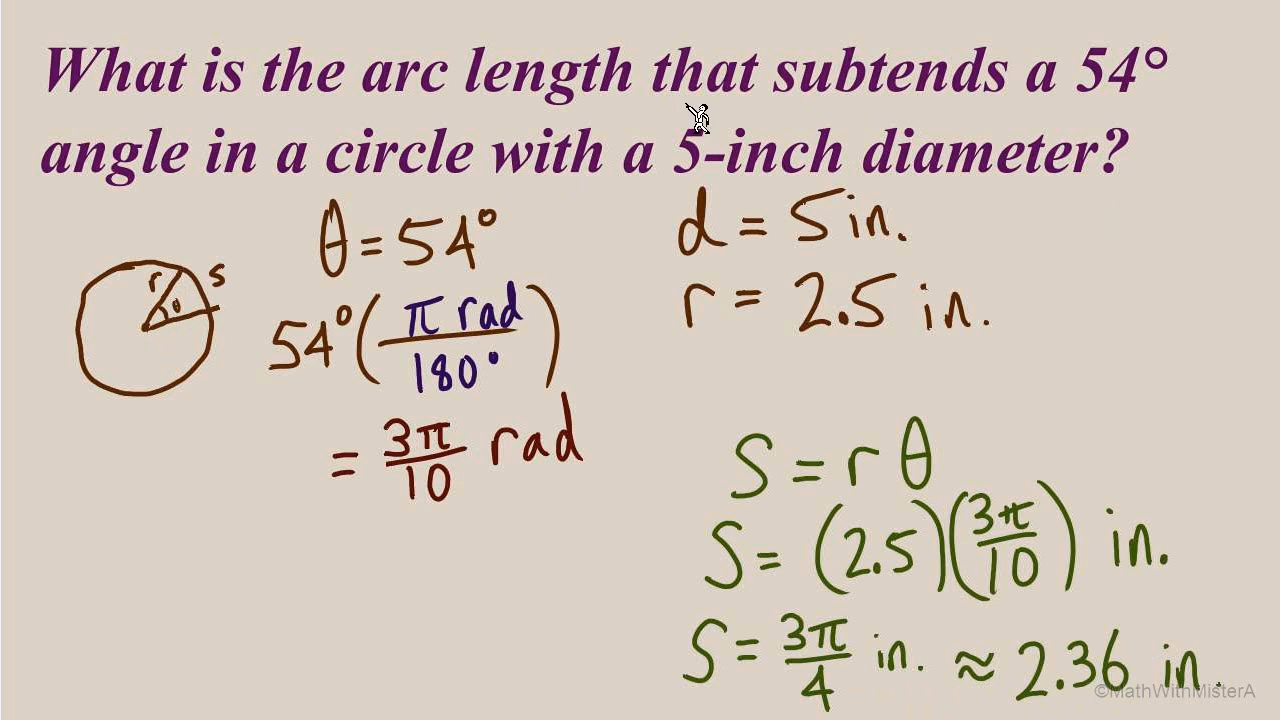 What is the arc length that subtends a 54°
angle in a circle with a 5-inch diameter?
θ = 54°
d = 5 in.
r s
θ
54° (π rad / 180°)
r = 2.5 in.
= 3π/10 rad
S = r θ
S = (2.5)(3π/10) in.
S = 3π/4 in. ≈ 2.36 in.
©MathWithMisterA